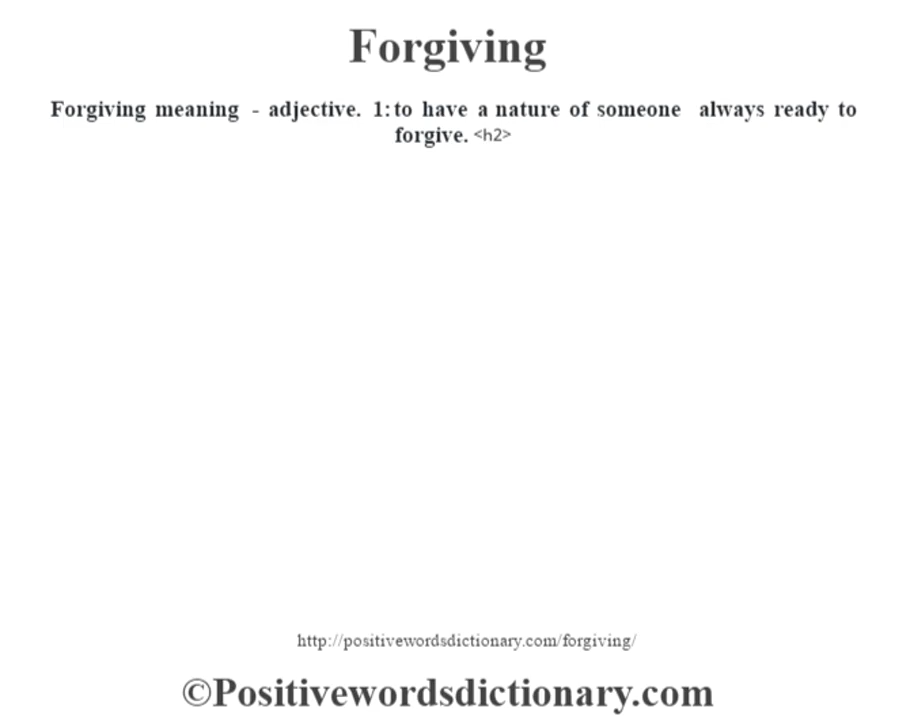 Forgiving
Forgiving meaning - adjective. 1: to have a nature of someone always ready to
forgive. <h2>
http://positivewordsdictionary.com/forgiving/
©Positivewordsdictionary.com